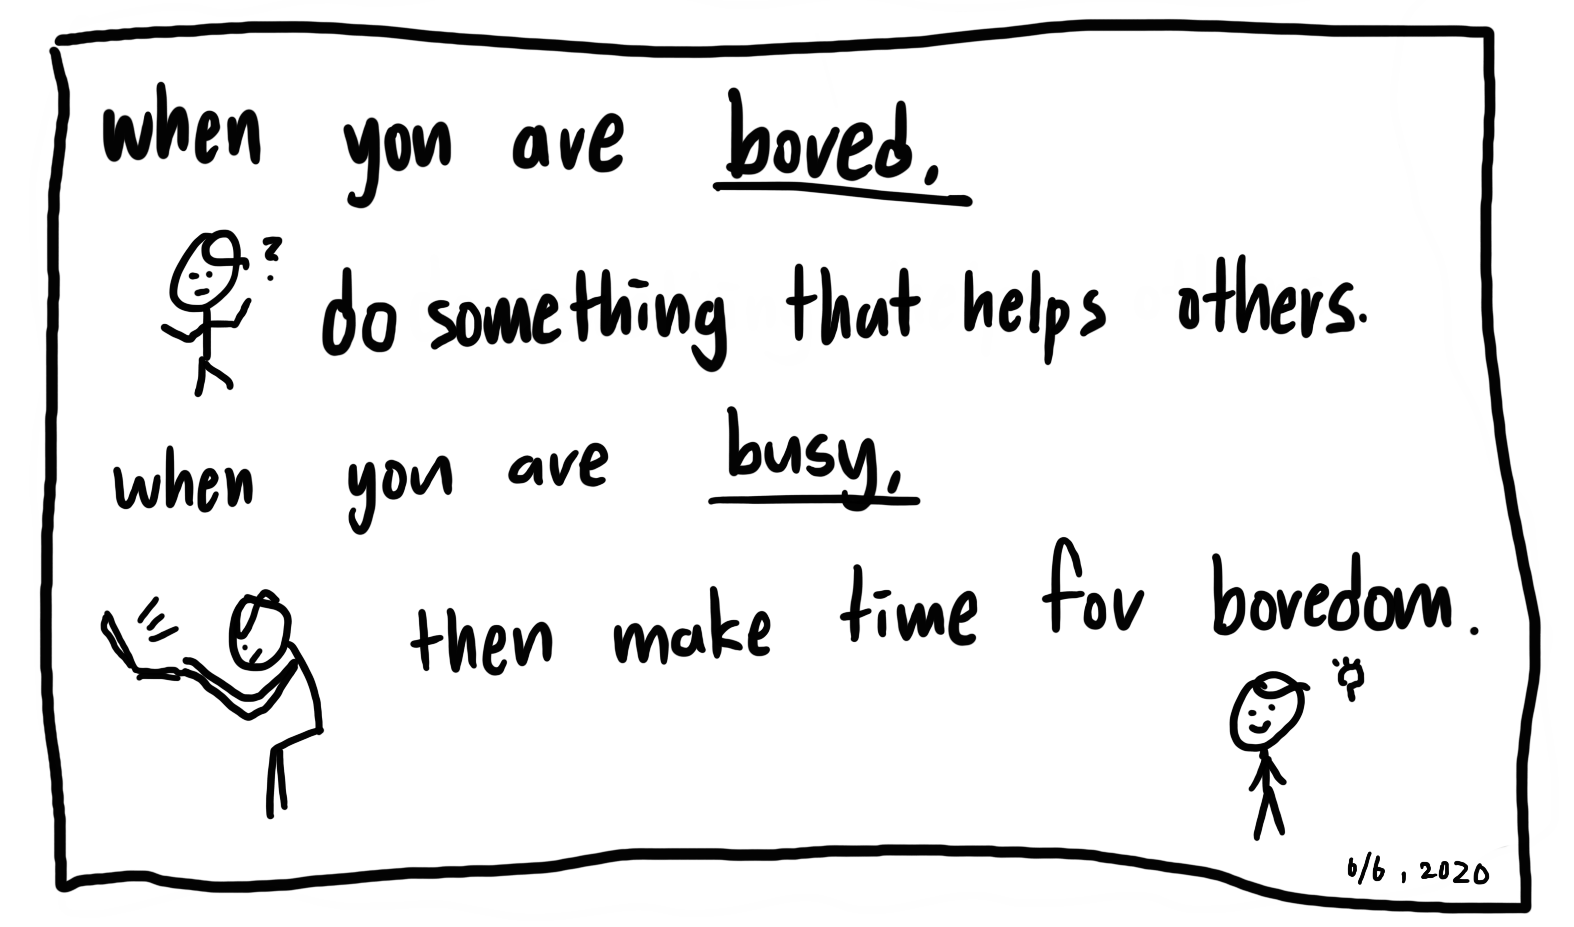 when you are bored.
?
do something that helps others.
when you are busy,
then make time for boredom.
6/6, 2020